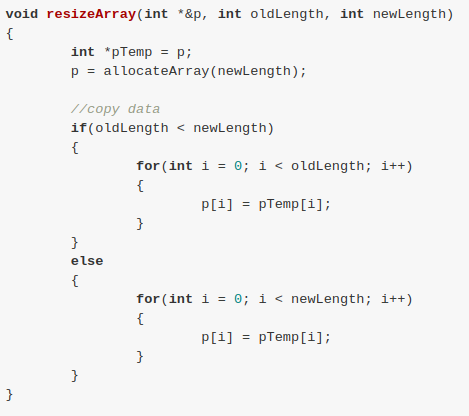 void resizeArray(int *&p, int oldLength, int newLength)
{
        int *pTemp = p;
        p = allocateArray(newLength);

        //copy data
        if(oldLength < newLength)
        {
                for(int i = 0; i < oldLength; i++)
                {
                        p[i] = pTemp[i];
                }
        }
        else
        {
                for(int i = 0; i < newLength; i++)
                {
                        p[i] = pTemp[i];
                }
        }
}